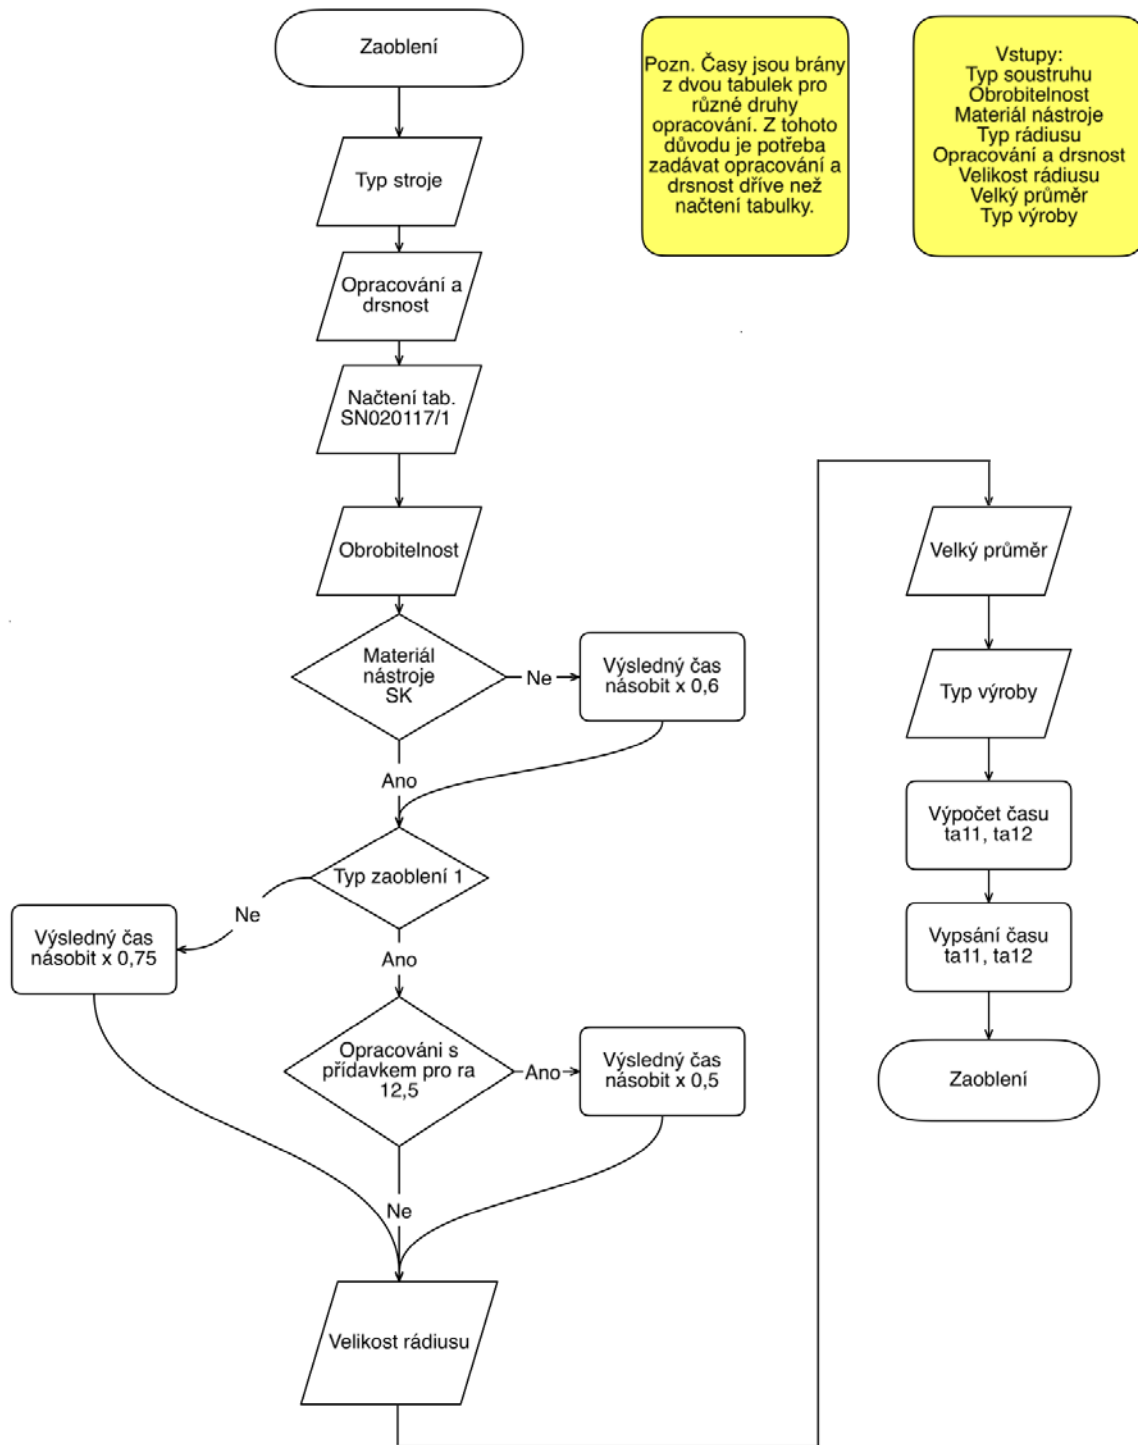 Zaoblení
Pozn. Časy jsou brány
z dvou tabulek pro
různé druhy
opracování. Z tohoto
důvodu je potřeba
zadávat opracování a
drsnost dříve než
načtení tabulky.
Vstupy:
Typ soustruhu
Obrobitelnost
Materiál nástroje
Typ rádiusu
Opracování a drsnost
Velikost rádiusu
Velký průměr
Typ výroby
Typ stroje
Opracování a
drsnost
Načtení tab.
SN020117/1
Obrobitelnost
Materiál
nástroje
SK
Ne
Výsledný čas
násobit x 0,6
Ano
Typ zaoblení 1
Ne
Výsledný čas
násobit x 0,75
Ano
Opracováni s
přídavkem pro ra
12,5
Ano
Výsledný čas
násobit x 0,5
Ne
Velikost rádiusu
Velký průměr
Typ výroby
Výpočet času
ta11, ta12
Vypsání času
ta11, ta12
Zaoblení